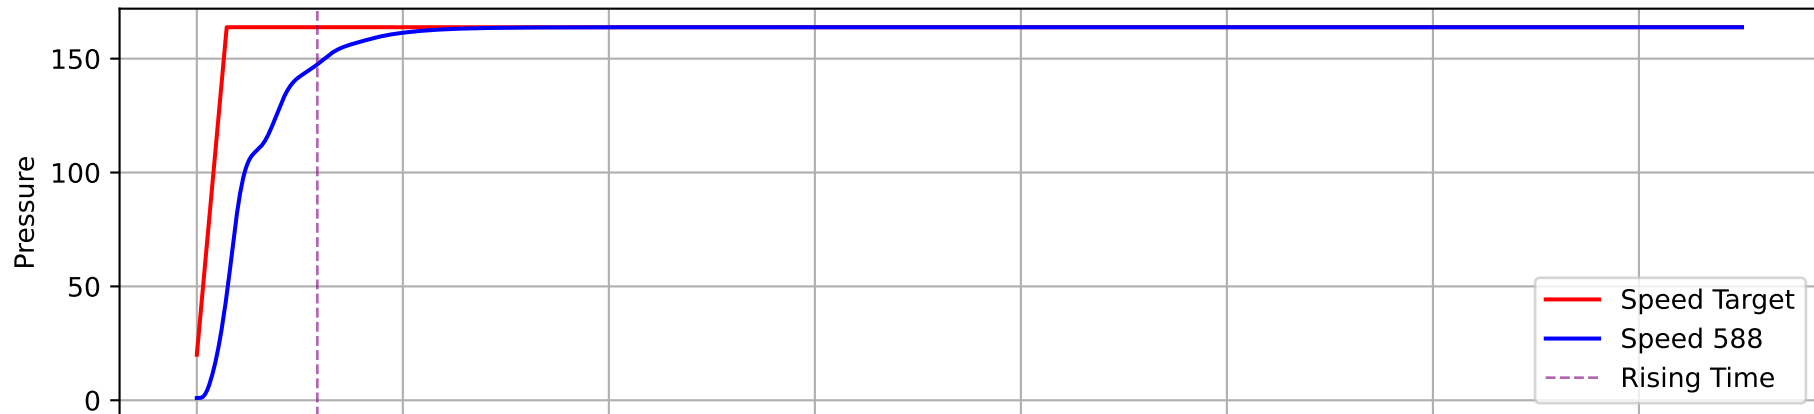 Pressure
150
100
50
0
Speed Target
Speed 588
Rising Time